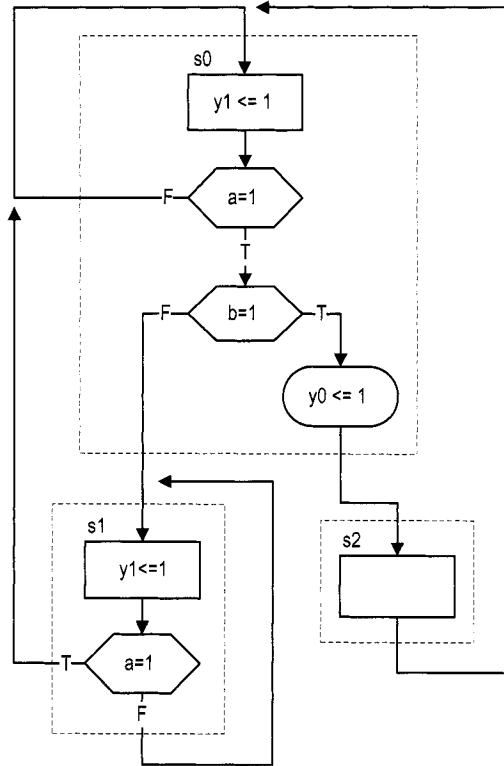 s0
y1 <= 1
F
a=1
T
F
b=1
T
y0 <= 1
s1
y1<=1
s2
T
a=1
F